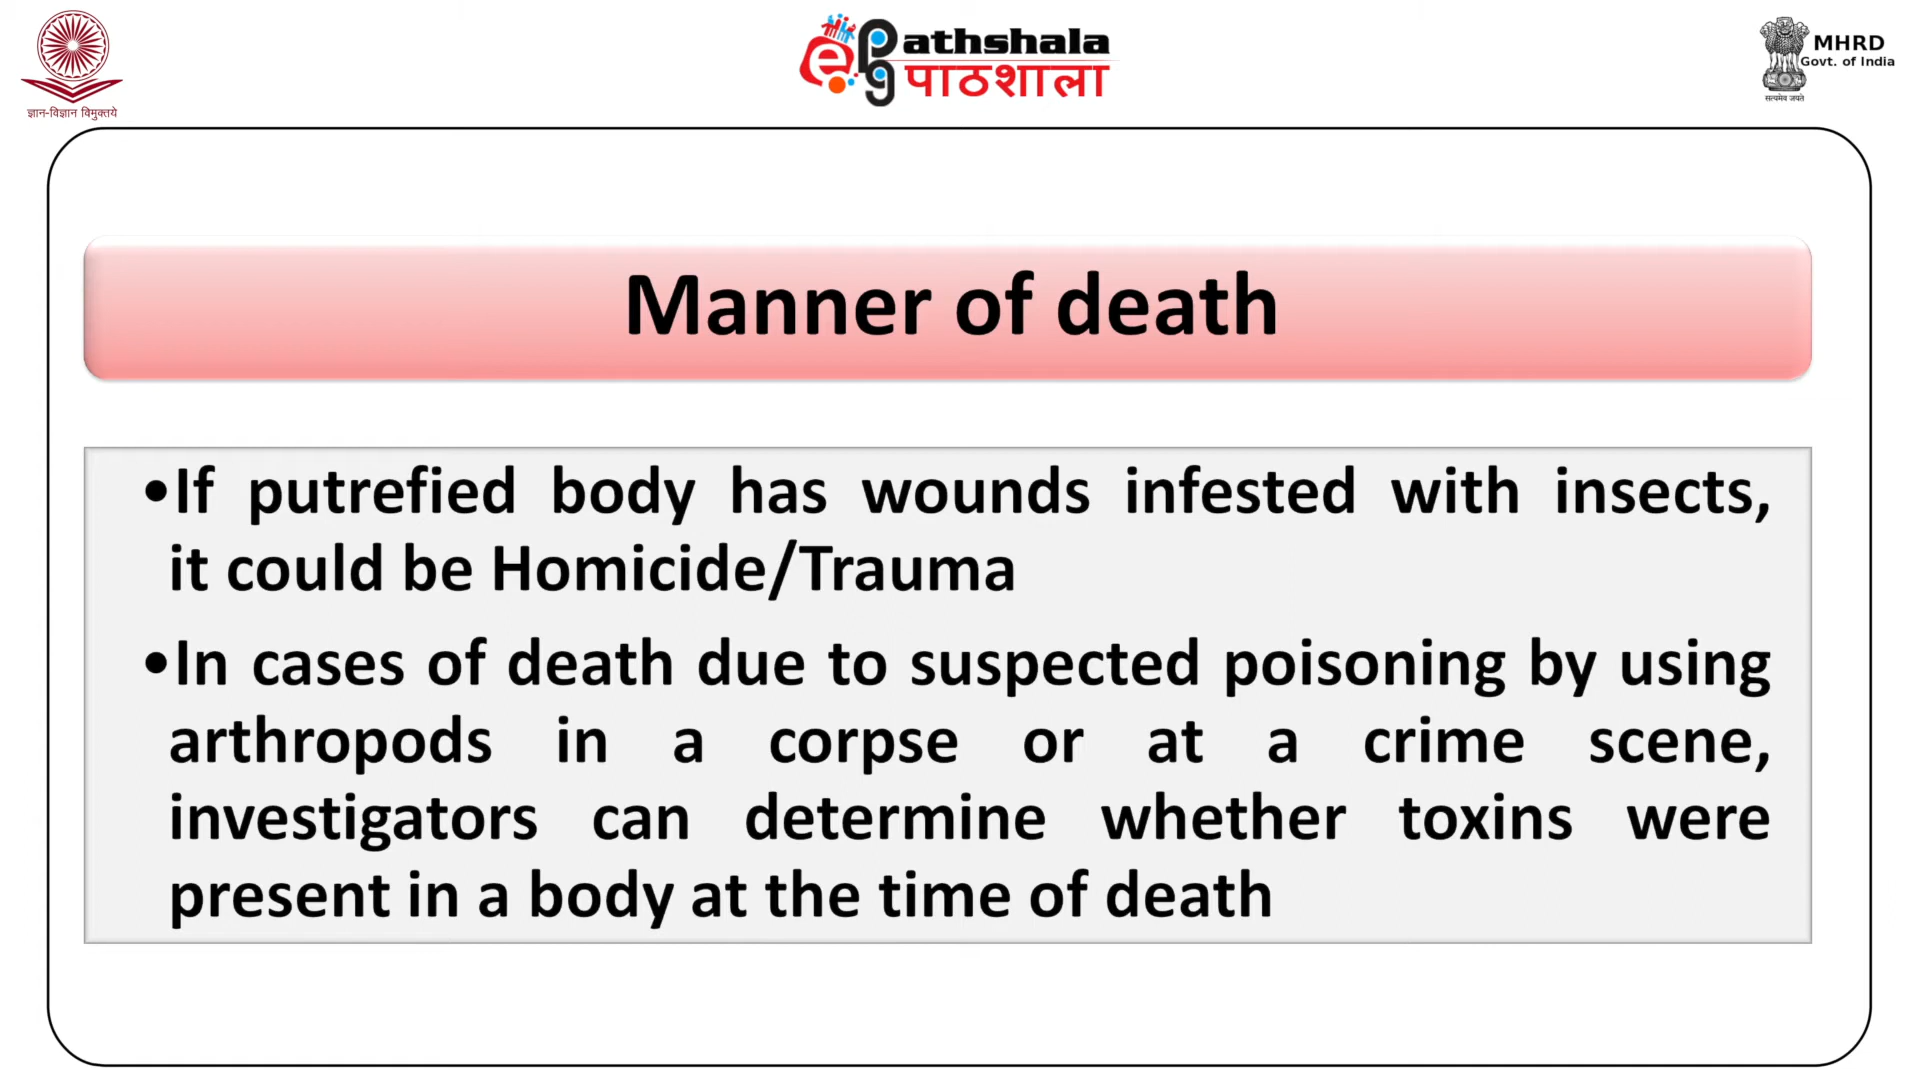 ज्ञान-विज्ञान विमुक्तये
ePG athshala
पाठशाला
MHRD
Govt. of India
सत्यमेव जयते
Manner of death
•If putrefied body has wounds infested with insects,
it could be Homicide/Trauma
•In cases of death due to suspected poisoning by using
arthropods in a corpse or at a crime scene,
investigators can determine whether toxins were
present in a body at the time of death